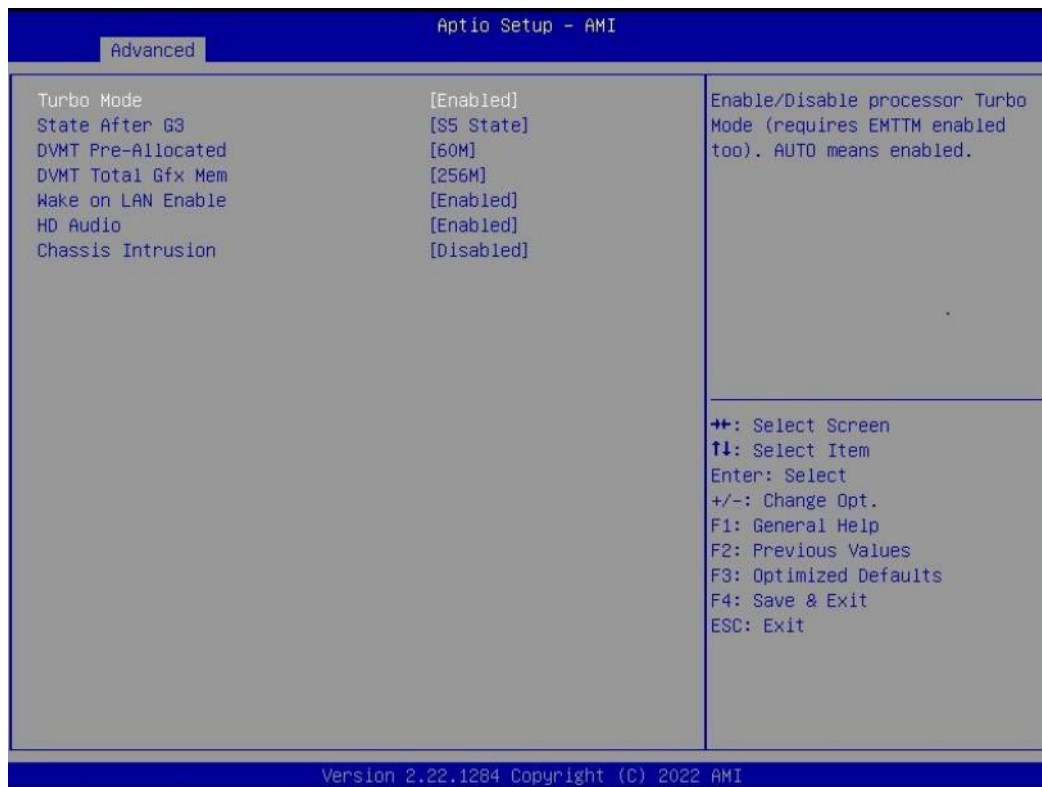 Aptio Setup – AMI
Advanced
Turbo Mode [Enabled]
State After G3 [S5 State]
DVMT Pre-Allocated [60M]
DVMT Total Gfx Mem [256M]
Wake on LAN Enable [Enabled]
HD Audio [Enabled]
Chassis Intrusion [Disabled]
Enable/Disable processor Turbo
Mode (requires EMTTM enabled
too). AUTO means enabled.
→←: Select Screen
↑↓: Select Item
Enter: Select
+/-: Change Opt.
F1: General Help
F2: Previous Values
F3: Optimized Defaults
F4: Save & Exit
ESC: Exit
Version 2.22.1284 Copyright (C) 2022 AMI